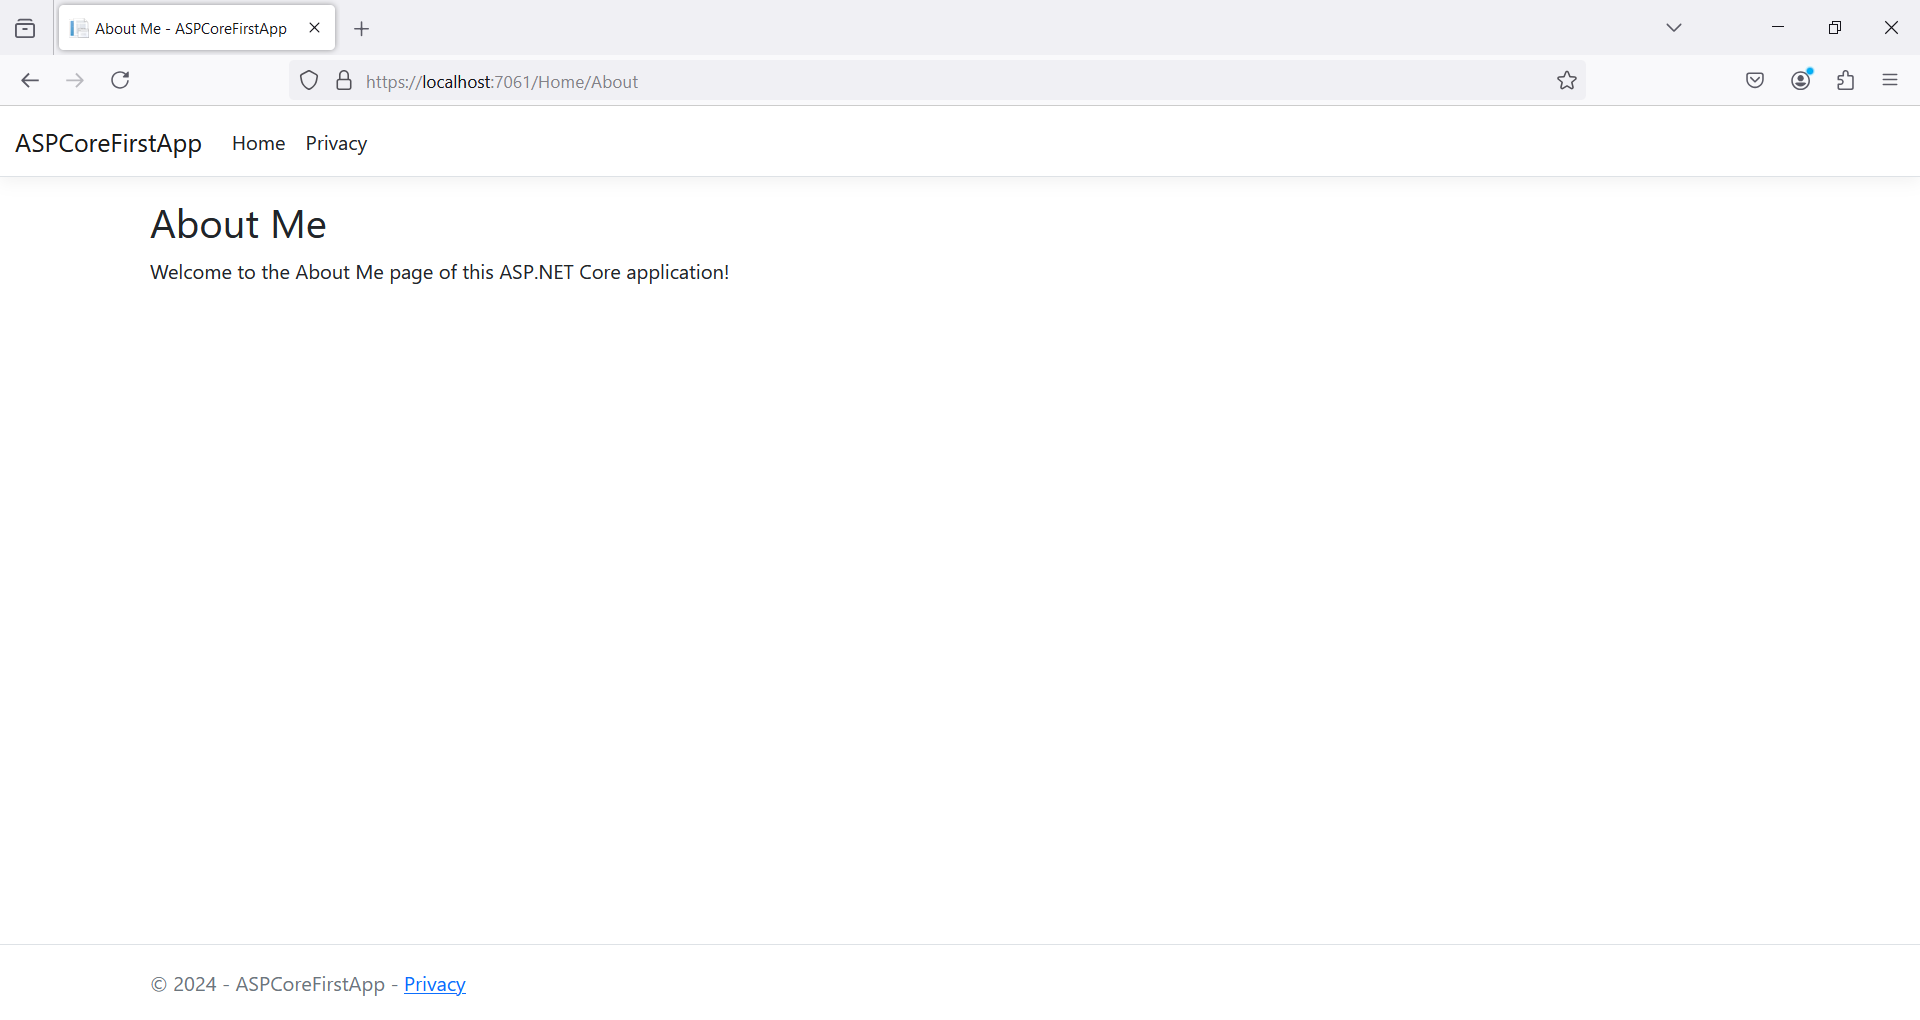 About Me - ASPCoreFirstApp
https://localhost:7061/Home/About
ASPCoreFirstApp Home Privacy
About Me
Welcome to the About Me page of this ASP.NET Core application!
© 2024 - ASPCoreFirstApp - Privacy